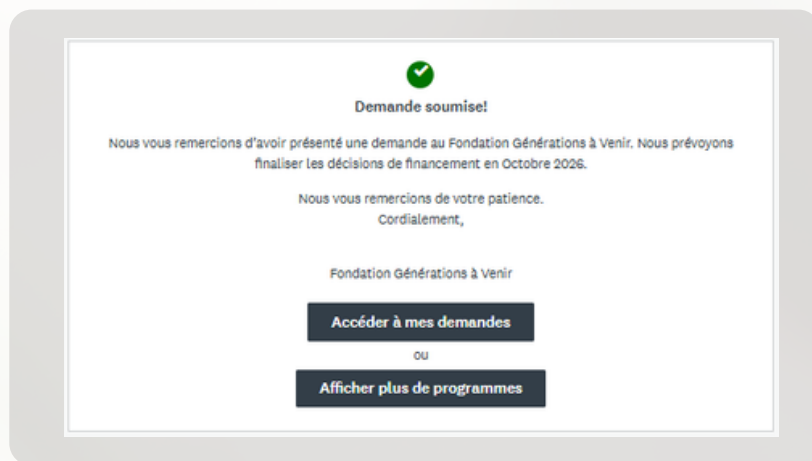 Demande soumise!
Nous vous remercions d'avoir présenté une demande au Fondation Générations à Venir. Nous prévoyons
finaliser les décisions de financement en Octobre 2026.
Nous vous remercions de votre patience.
Cordialement,
Fondation Générations à Venir
Accéder à mes demandes
ou
Afficher plus de programmes